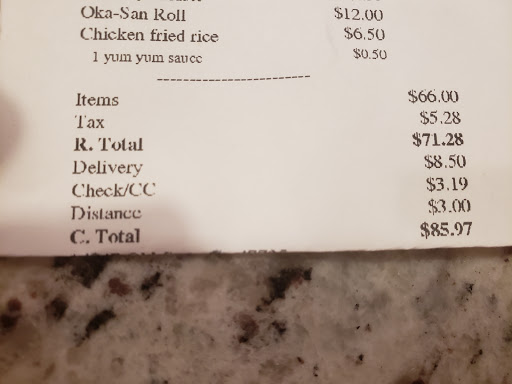 Oka-San Roll $12.00
Chicken fried rice $6.50
1 yum yum sauce $0.50
Items $66.00
Tax $5.28
R. Total $71.28
Delivery $8.50
Check/CC $3.19
Distance $3.00
C. Total $85.97